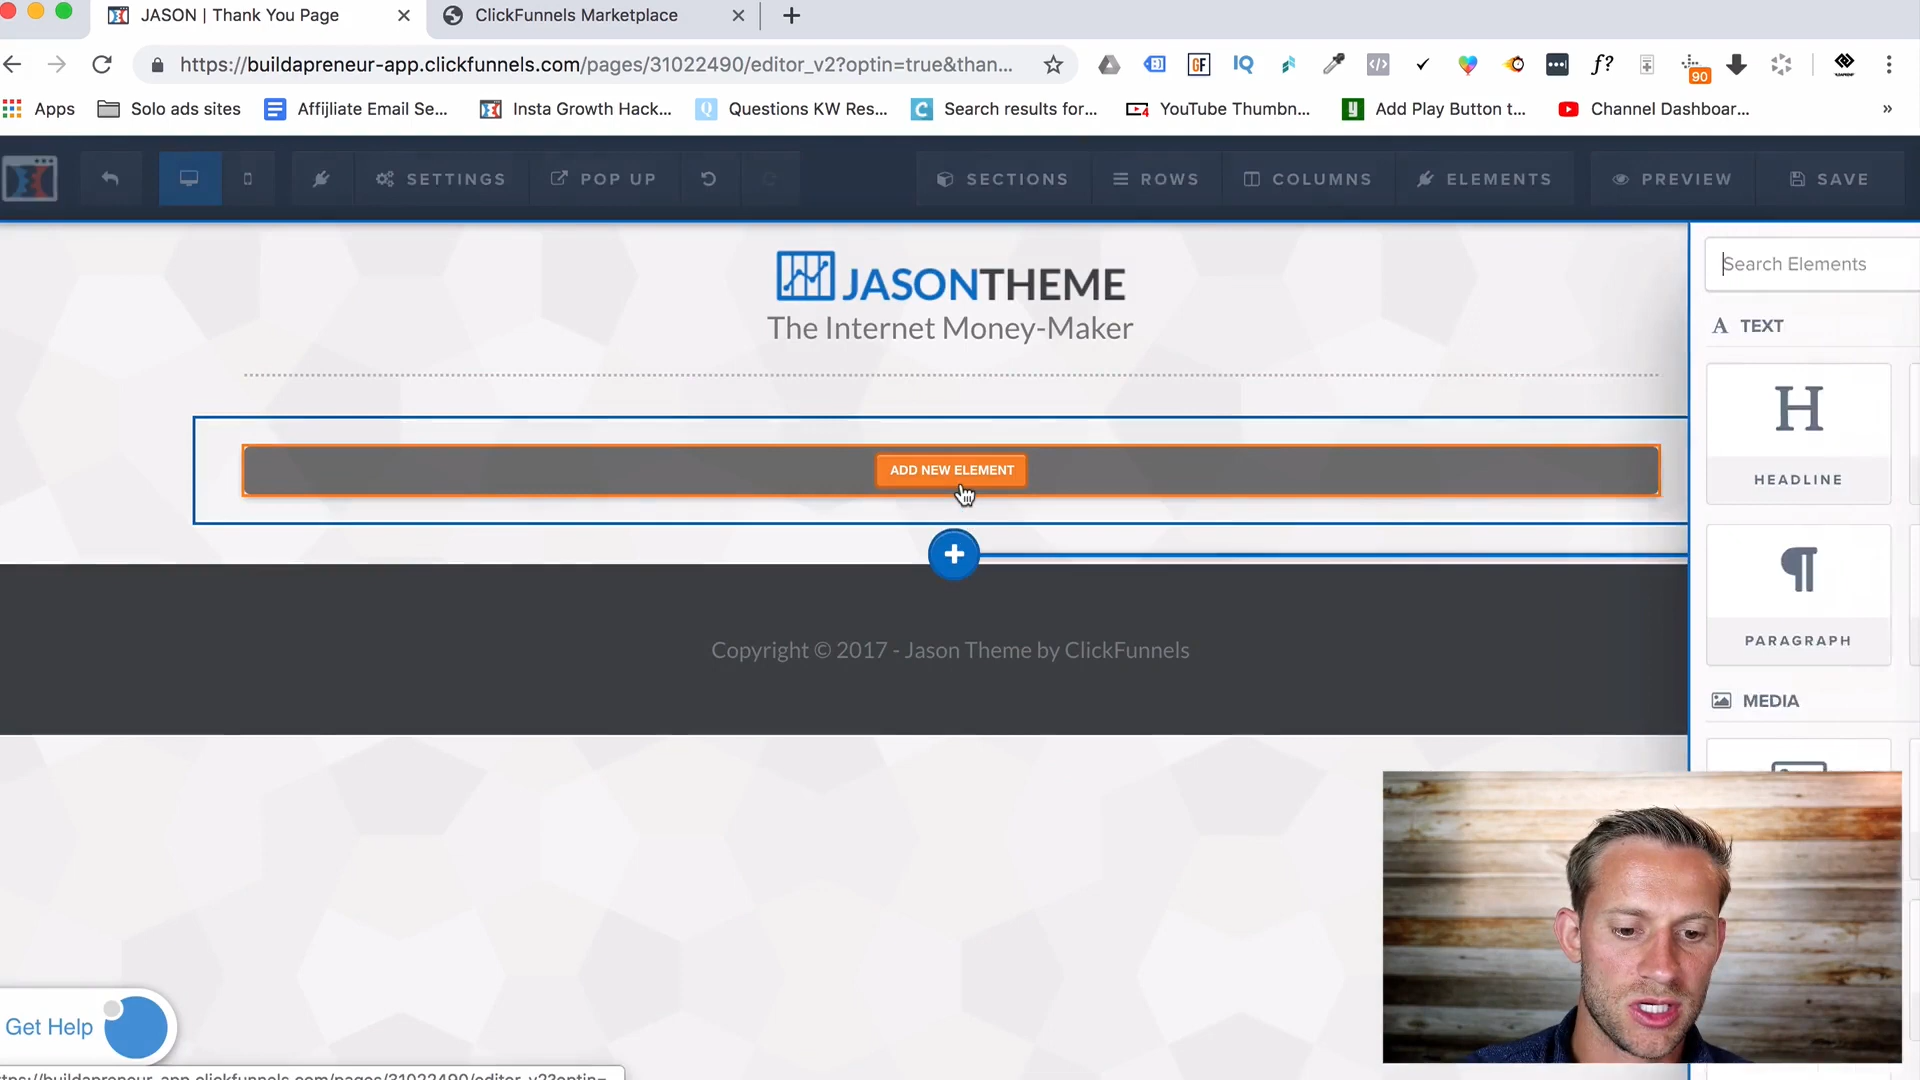 JASON | Thank You Page
ClickFunnels Marketplace
https://buildapreneur-app.clickfunnels.com/pages/31022490/editor_v2?optin=true&than...
GF
IQ
f?
90
Apps
Solo ads sites
Affijliate Email Se...
Insta Growth Hack...
Questions KW Res...
Search results for...
YouTube Thumbn...
Add Play Button t...
Channel Dashboar...
»
SETTINGS
POP UP
SECTIONS
ROWS
COLUMNS
ELEMENTS
PREVIEW
SAVE
JASONTHEME
The Internet Money-Maker
Search Elements
A TEXT
H
HEADLINE
ADD NEW ELEMENT
PARAGRAPH
Copyright © 2017 - Jason Theme by ClickFunnels
MEDIA
Get Help